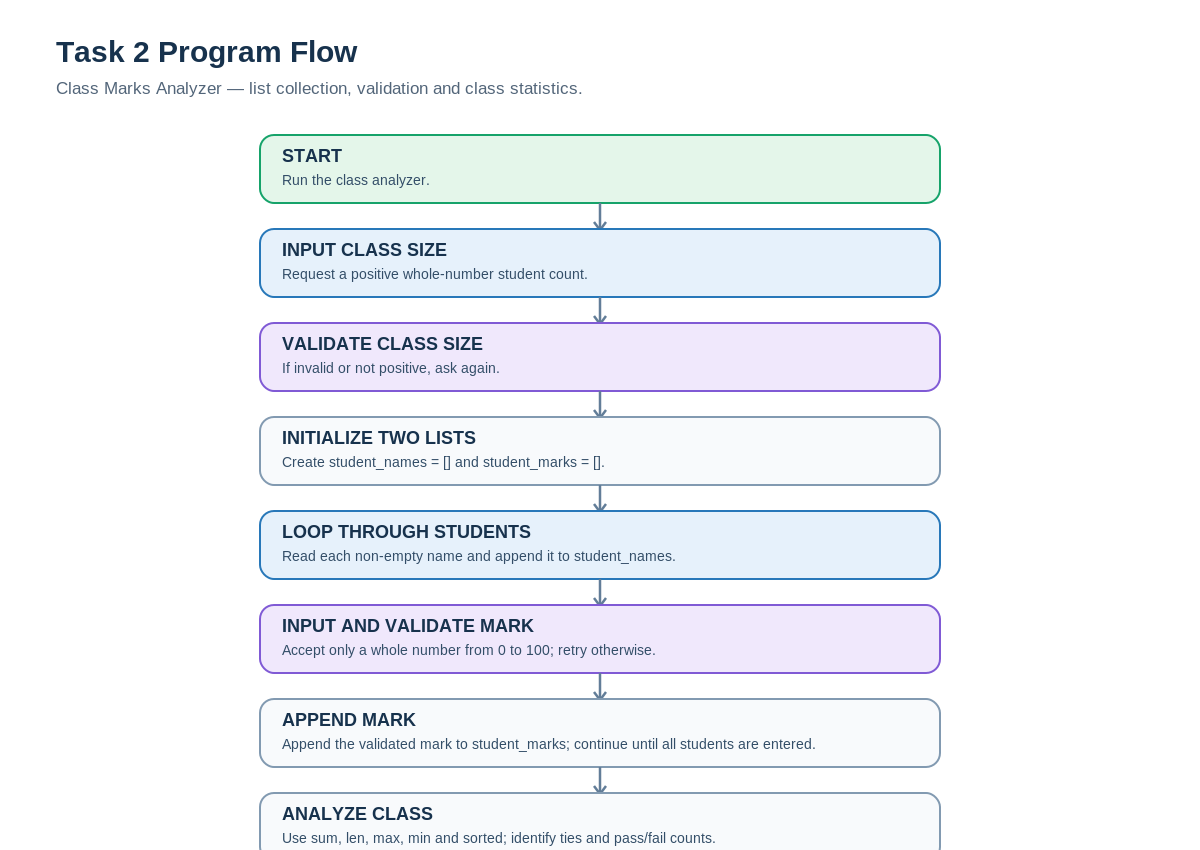 Task 2 Program Flow
Class Marks Analyzer — list collection, validation and class statistics.
START
Run the class analyzer.
INPUT CLASS SIZE
Request a positive whole-number student count.
VALIDATE CLASS SIZE
If invalid or not positive, ask again.
INITIALIZE TWO LISTS
Create student_names = [] and student_marks = [].
LOOP THROUGH STUDENTS
Read each non-empty name and append it to student_names.
INPUT AND VALIDATE MARK
Accept only a whole number from 0 to 100; retry otherwise.
APPEND MARK
Append the validated mark to student_marks; continue until all students are entered.
ANALYZE CLASS
Use sum, len, max, min and sorted; identify ties and pass/fail counts.